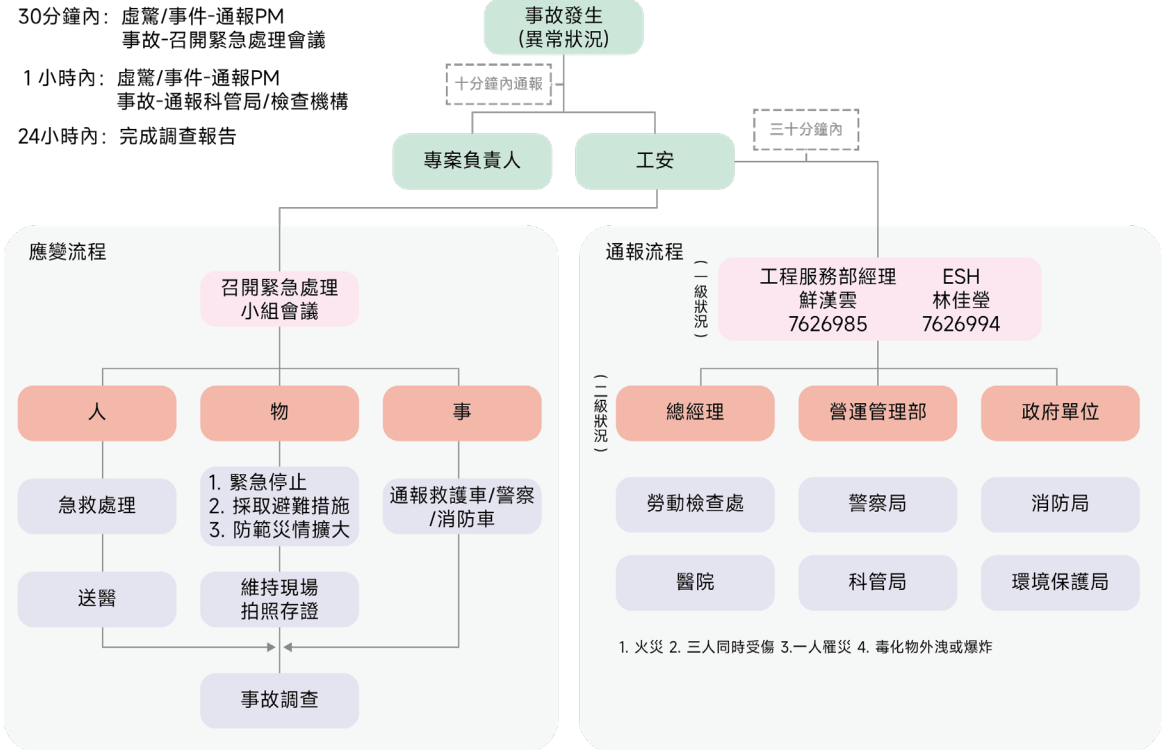 30分鐘內：虛驚/事件-通報PM
事故-召開緊急處理會議
1小時內：虛驚/事件-通報PM
事故-通報科管局/檢查機構
24小時內：完成調查報告
事故發生
(異常狀況)
十分鐘內通報
三十分鐘內
專案負責人
工安
應變流程
召開緊急處理
小組會議
人
物
事
急救處理
1. 緊急停止
2. 採取避難措施
3. 防範災情擴大
通報救護車/警察
/消防車
送醫
維持現場
拍照存證
事故調查
通報流程
(一級狀況)
工程服務部經理
鮮漢雲
7626985
ESH
林佳瑩
7626994
(二級狀況)
總經理
營運管理部
政府單位
勞動檢查處
警察局
消防局
醫院
科管局
環境保護局
1. 火災 2. 三人同時受傷 3.一人罹災 4. 毒化物外洩或爆炸